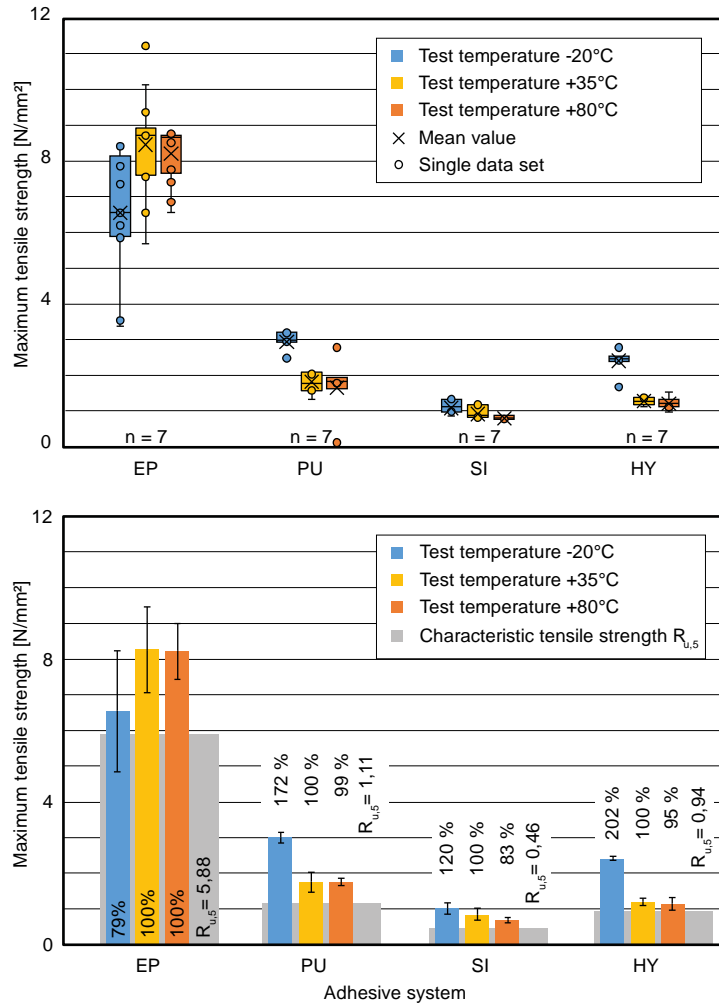 12
8
4
0
Maximum tensile strength [N/mm²]
Test temperature -20°C
Test temperature +35°C
Test temperature +80°C
Mean value
Single data set
n = 7 n = 7 n = 7 n = 7
EP PU SI HY
12
8
4
0
Maximum tensile strength [N/mm²]
Test temperature -20°C
Test temperature +35°C
Test temperature +80°C
Characteristic tensile strength Ru,5
79%
100%
100%
Ru,5= 5,88
172 %
100 %
99 %
Ru,5= 1,11
120 %
100 %
83 %
Ru,5= 0,46
202 %
100 %
95 %
Ru,5= 0,94
EP PU SI HY
Adhesive system